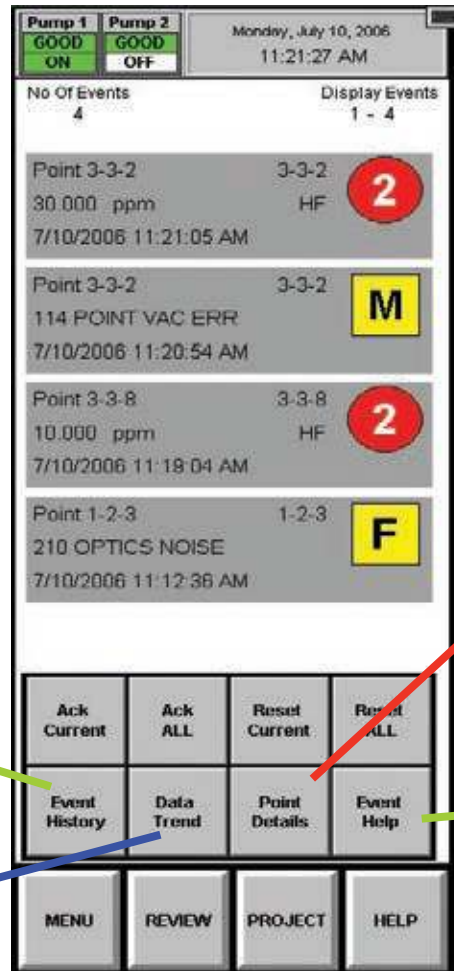 Pump 1 Pump 2
GOOD GOOD
ON OFF
Monday, July 10, 2006
11:21:27 AM
No Of Events Display Events
4 1 - 4
Point 3-3-2 3-3-2
30.000 ppm HF 2
7/10/2006 11:21:05 AM
Point 3-3-2 3-3-2
114 POINT VAC ERR M
7/10/2006 11:20:54 AM
Point 3-3-8 3-3-8
10.000 ppm HF 2
7/10/2006 11:19:04 AM
Point 1-2-3 1-2-3
210 OPTICS NOISE F
7/10/2006 11:12:36 AM
Ack Ack Reset Reset
Current ALL Current ALL
Event Data Point Event
History Trend Details Help
MENU REVIEW PROJECT HELP